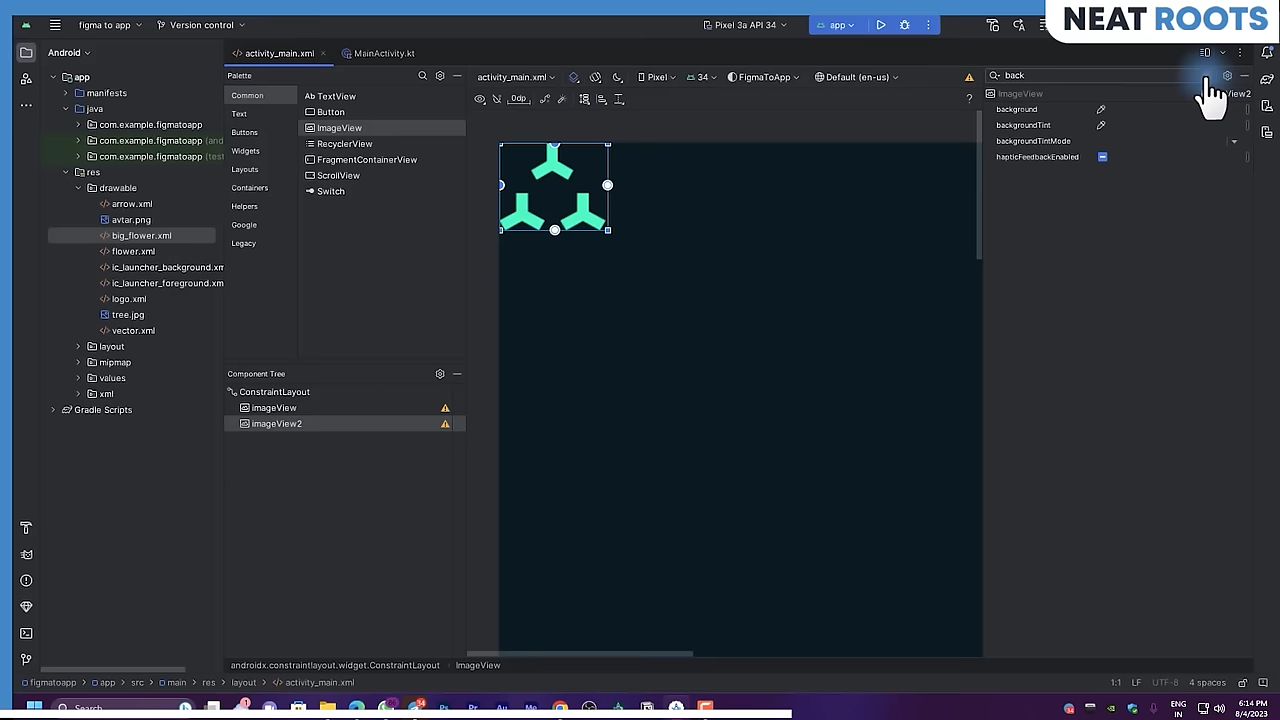 NEAT ROOTS
figma to app
Version control
Pixel 3a API 34
app
Android
activity_main.xml
MainActivity.kt
app
manifests
java
com.example.figmatoapp
com.example.figmatoapp (and
com.example.figmatoapp (test
res
drawable
arrow.xml
avtar.png
big_flower.xml
flower.xml
ic_launcher_background.xm
ic_launcher_foreground.xm
logo.xml
tree.jpg
vector.xml
layout
mipmap
values
xml
Gradle Scripts
Palette
Common
Text
Buttons
Widgets
Layouts
Containers
Helpers
Google
Legacy
Ab TextView
Button
ImageView
RecyclerView
FragmentContainerView
ScrollView
Switch
Component Tree
ConstraintLayout
imageView
imageView2
activity_main.xml
Pixel
34
FigmaToApp
Default (en-us)
0dp
?
back
ImageView
View2
background
backgroundTint
backgroundTintMode
hapticFeedbackEnabled
androidx.constraintlayout.widget.ConstraintLayout > ImageView
figmatoapp > app > src > main > res > layout > activity_main.xml
1:1 LF UTF-8 4 spaces
Search
ENG
IN
6:14 PM
8/4/2023